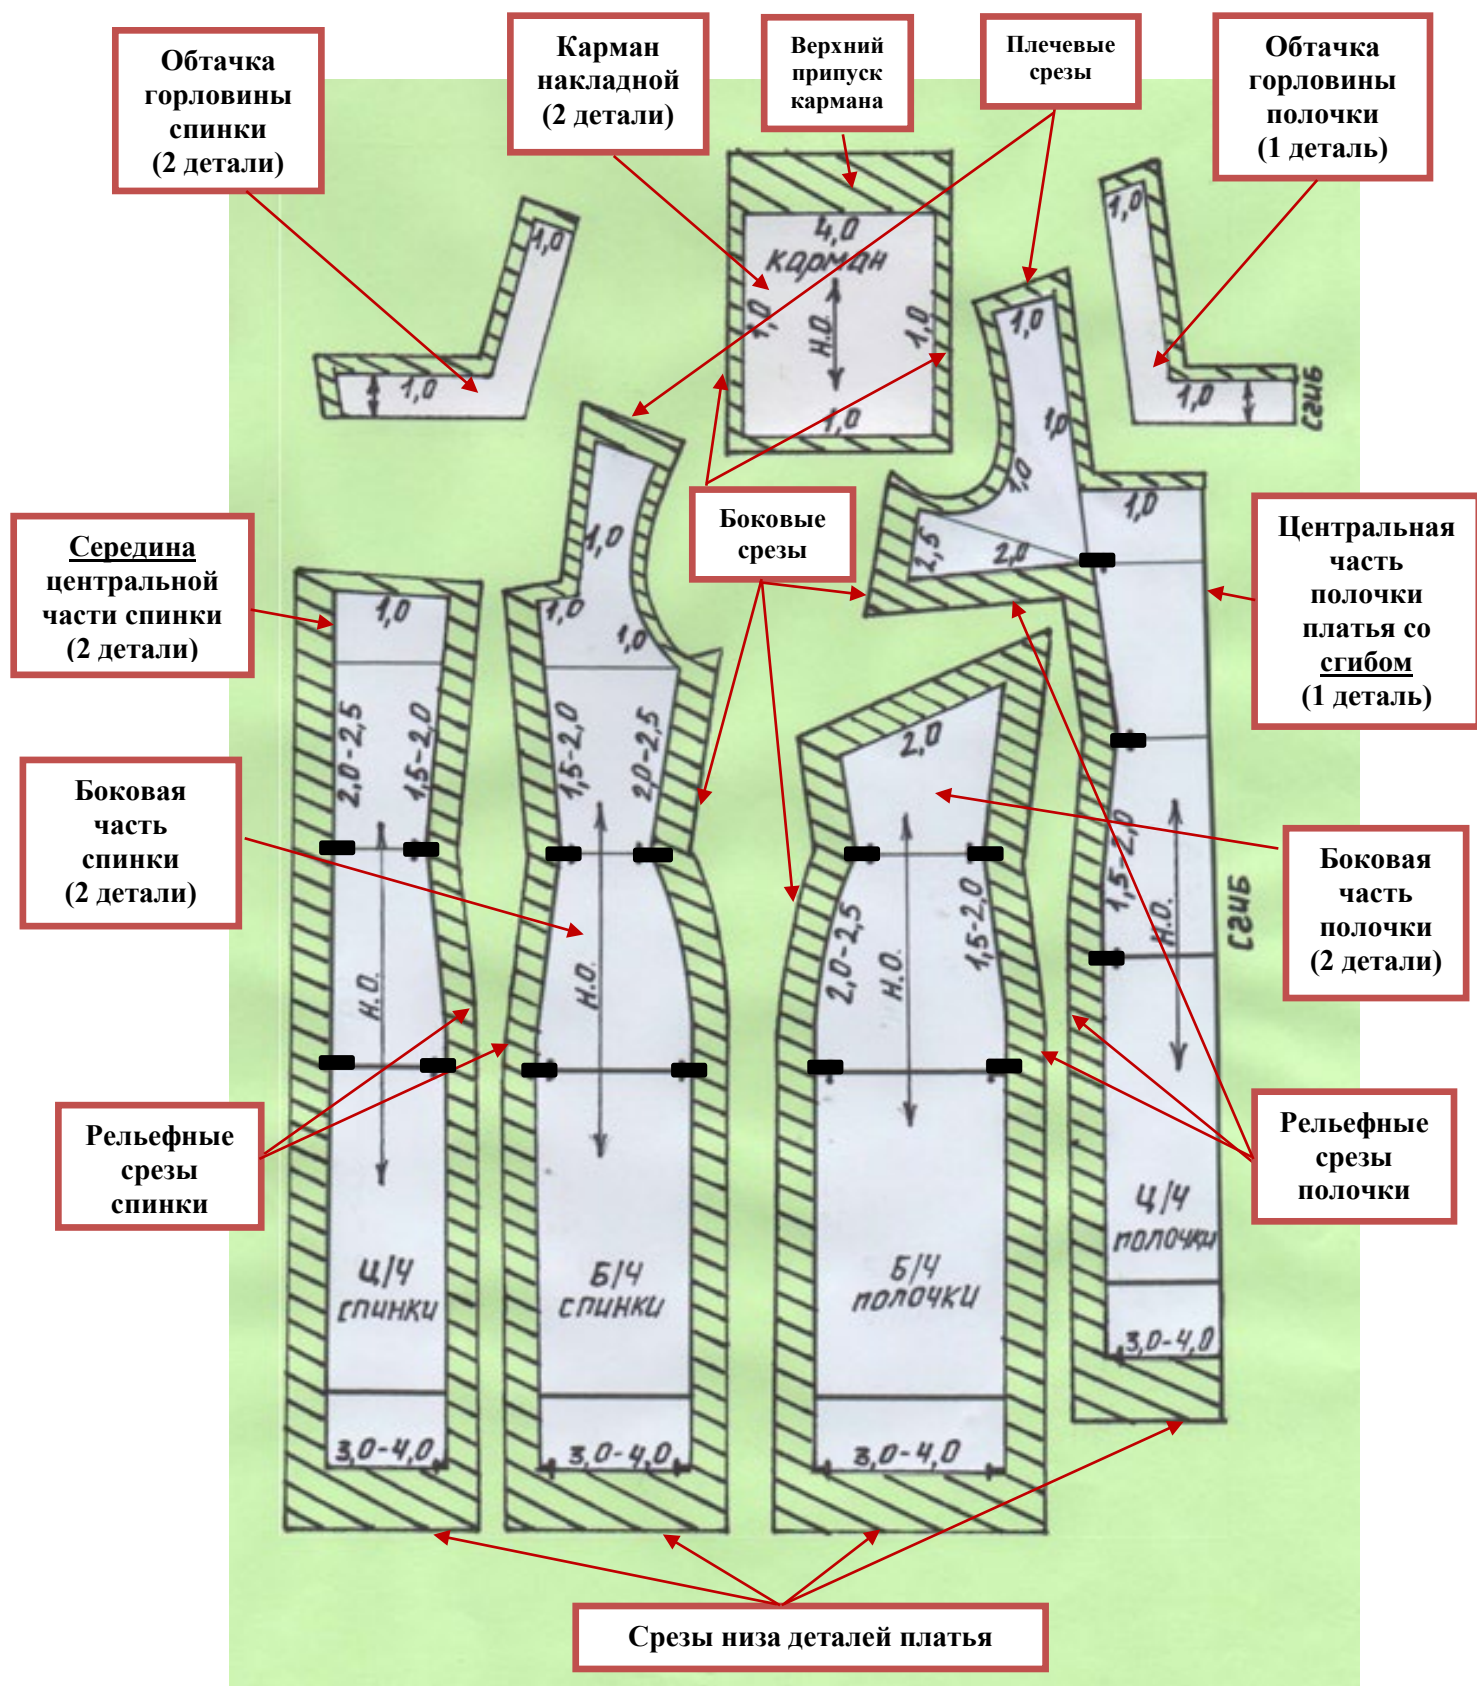 Обтачка
горловины
спинки
(2 детали)
Карман
накладной
(2 детали)
Верхний
припуск
кармана
Плечевые
срезы
Обтачка
горловины
полочки
(1 деталь)
1,0
1,0
4,0
карман
1,0
н.о.
1,0
1,0
1,0
1,0
сгиб
1,0
1,0
1,0
1,0
2,5
2,0
Середина
центральной
части спинки
(2 детали)
Боковые
срезы
Центральная
часть
полочки
платья со
сгибом
(1 деталь)
1,0
2,0-2,5
1,5-2,0
н.о.
Ц/Ч
спинки
3,0-4,0
1,0
1,0
1,0
1,5-2,0
2,0-2,5
н.о.
Б/Ч
спинки
3,0-4,0
2,0
2,0-2,5
н.о.
1,5-2,0
Б/Ч
полочки
3,0-4,0
1,5-2,0
н.о.
сгиб
Ц/Ч
полочки
3,0-4,0
Боковая
часть
спинки
(2 детали)
Боковая
часть
полочки
(2 детали)
Рельефные
срезы
спинки
Рельефные
срезы
полочки
Срезы низа деталей платья